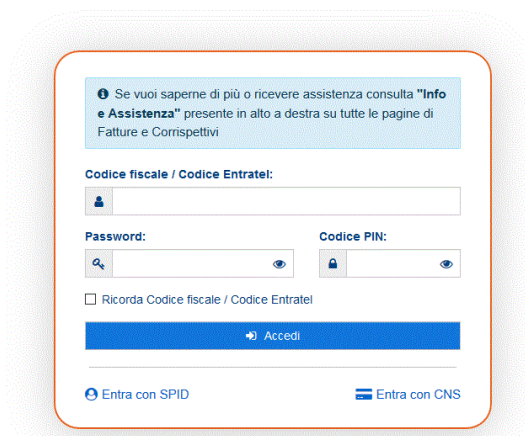 Se vuoi saperne di più o ricevere assistenza consulta "Info
e Assistenza" presente in alto a destra su tutte le pagine di
Fatture e Corrispettivi
Codice fiscale / Codice Entratel:
Password:
Codice PIN:
Ricorda Codice fiscale / Codice Entratel
Accedi
Entra con SPID
Entra con CNS